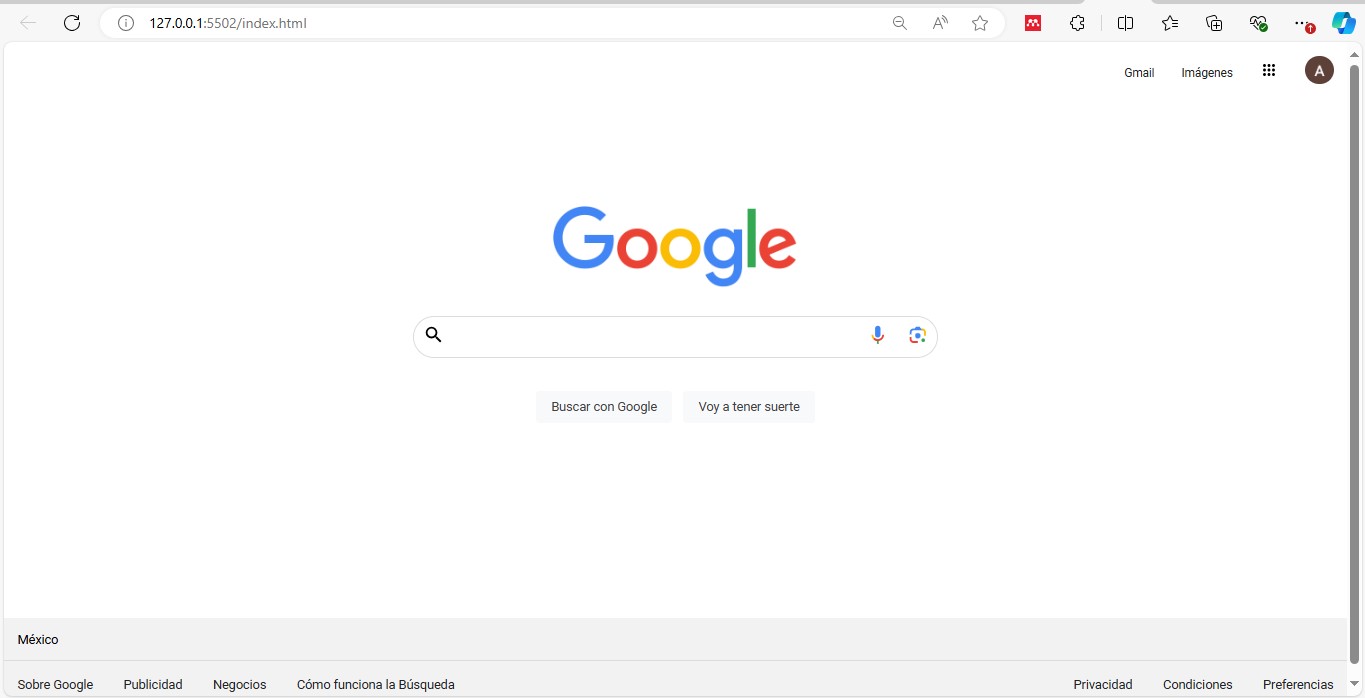 127.0.0.1:5502/index.html
Gmail Imágenes A
Google
Buscar con Google Voy a tener suerte
México
Sobre Google Publicidad Negocios Cómo funciona la Búsqueda Privacidad Condiciones Preferencias